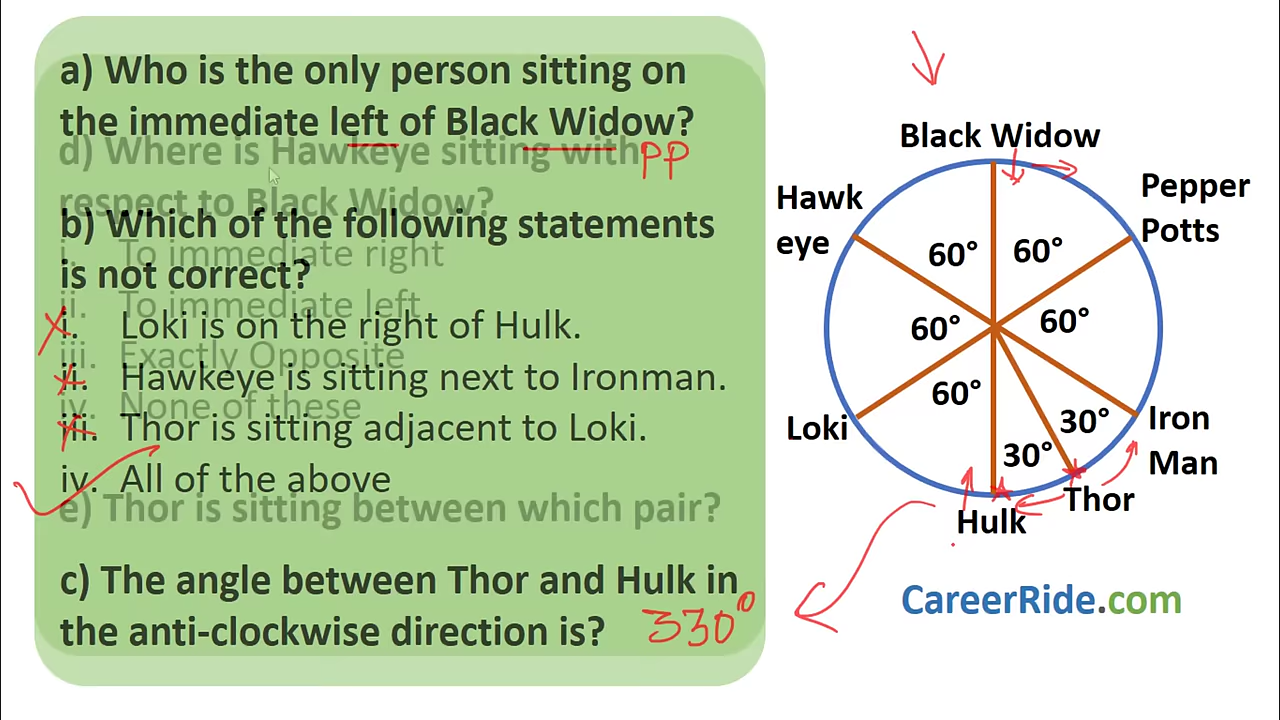 a) Who is the only person sitting on
the immediate left of Black Widow?
PP
d) Where is Hawkeye sitting with
respect to Black Widow?
b) Which of the following statements
is not correct?
i. To immediate right
ii. To immediate left
iii. Exactly Opposite
iv. None of these
i. Loki is on the right of Hulk.
ii. Hawkeye is sitting next to Ironman.
iii. Thor is sitting adjacent to Loki.
iv. All of the above
e) Thor is sitting between which pair?
c) The angle between Thor and Hulk in
the anti-clockwise direction is?
330°
Black Widow
Hawk
eye
Pepper
Potts
60°
60°
60°
60°
60°
30°
30°
Loki
Iron
Man
Thor
Hulk
CareerRide.com